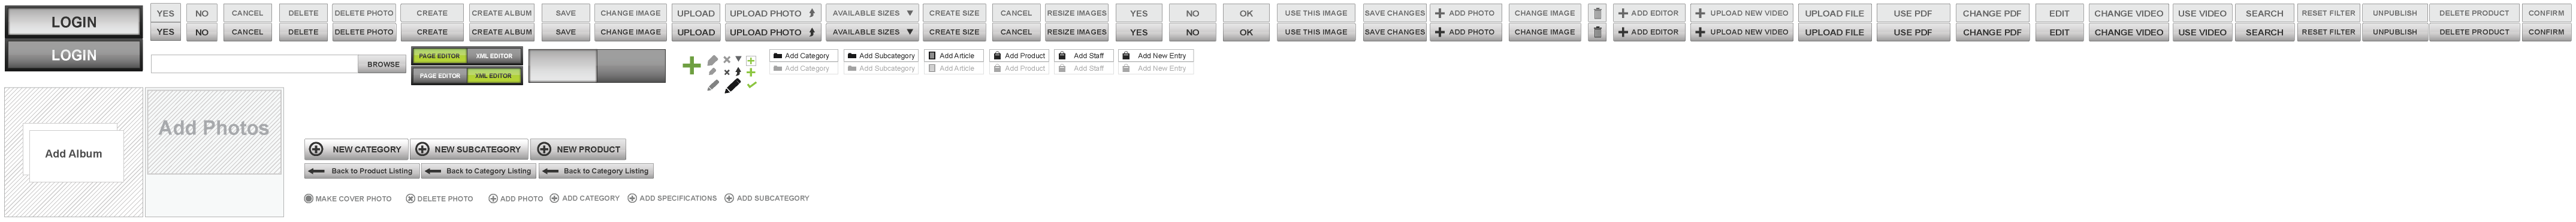 LOGIN
YES NO CANCEL DELETE DELETE PHOTO CREATE CREATE ALBUM SAVE CHANGE IMAGE UPLOAD UPLOAD PHOTO AVAILABLE SIZES CREATE SIZE CANCEL RESIZE IMAGES YES NO OK USE THIS IMAGE SAVE CHANGES ADD PHOTO CHANGE IMAGE ADD EDITOR UPLOAD NEW VIDEO UPLOAD FILE USE PDF CHANGE PDF EDIT CHANGE VIDEO USE VIDEO SEARCH RESET FILTER UNPUBLISH DELETE PRODUCT CONFIRM
YES NO CANCEL DELETE DELETE PHOTO CREATE CREATE ALBUM SAVE CHANGE IMAGE UPLOAD UPLOAD PHOTO AVAILABLE SIZES CREATE SIZE CANCEL RESIZE IMAGES YES NO OK USE THIS IMAGE SAVE CHANGES ADD PHOTO CHANGE IMAGE ADD EDITOR UPLOAD NEW VIDEO UPLOAD FILE USE PDF CHANGE PDF EDIT CHANGE VIDEO USE VIDEO SEARCH RESET FILTER UNPUBLISH DELETE PRODUCT CONFIRM
LOGIN
BROWSE
PAGE EDITOR XML EDITOR
PAGE EDITOR XML EDITOR
Add Category Add Subcategory Add Article Add Product Add Staff Add New Entry
Add Category Add Subcategory Add Article Add Product Add Staff Add New Entry
Add Album
Add Photos
NEW CATEGORY NEW SUBCATEGORY NEW PRODUCT
Back to Product Listing Back to Category Listing Back to Category Listing
MAKE COVER PHOTO DELETE PHOTO ADD PHOTO ADD CATEGORY ADD SPECIFICATIONS ADD SUBCATEGORY